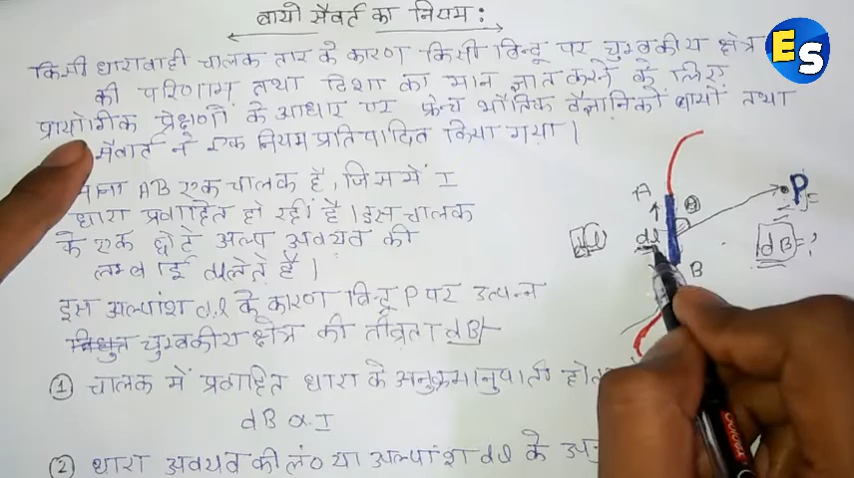 बायो सैवर्ट का नियम:
ES
किसी धारावाही चालक तार के कारण किसी बिन्दु पर चुम्बकीय क्षेत्र
की परिणाम तथा दिशा का मान ज्ञात करने के लिए
प्रायोगिक प्रेक्षणों के आधार पर फ्रेन्च भौतिक वैज्ञानिकों बायो तथा
सैवार्ट ने एक नियम प्रतिपादित किया गया।
माना AB एक चालक है, जिसमें I
धारा प्रवाहित हो रही है। इस चालक
के एक छोटे अल्प अवयव की
लम्बाई dl लेते है।
इस अल्पांश dl के कारण बिन्दु P पर उत्पन्न
चुम्बकीय क्षेत्र की तीव्रता dB
① चालक में प्रवाहित धारा के अनुक्रमानुपाती
dB α I
② धारा अवयव की लं० या अल्पांश dl के
A
P
dl
B
dB = ?